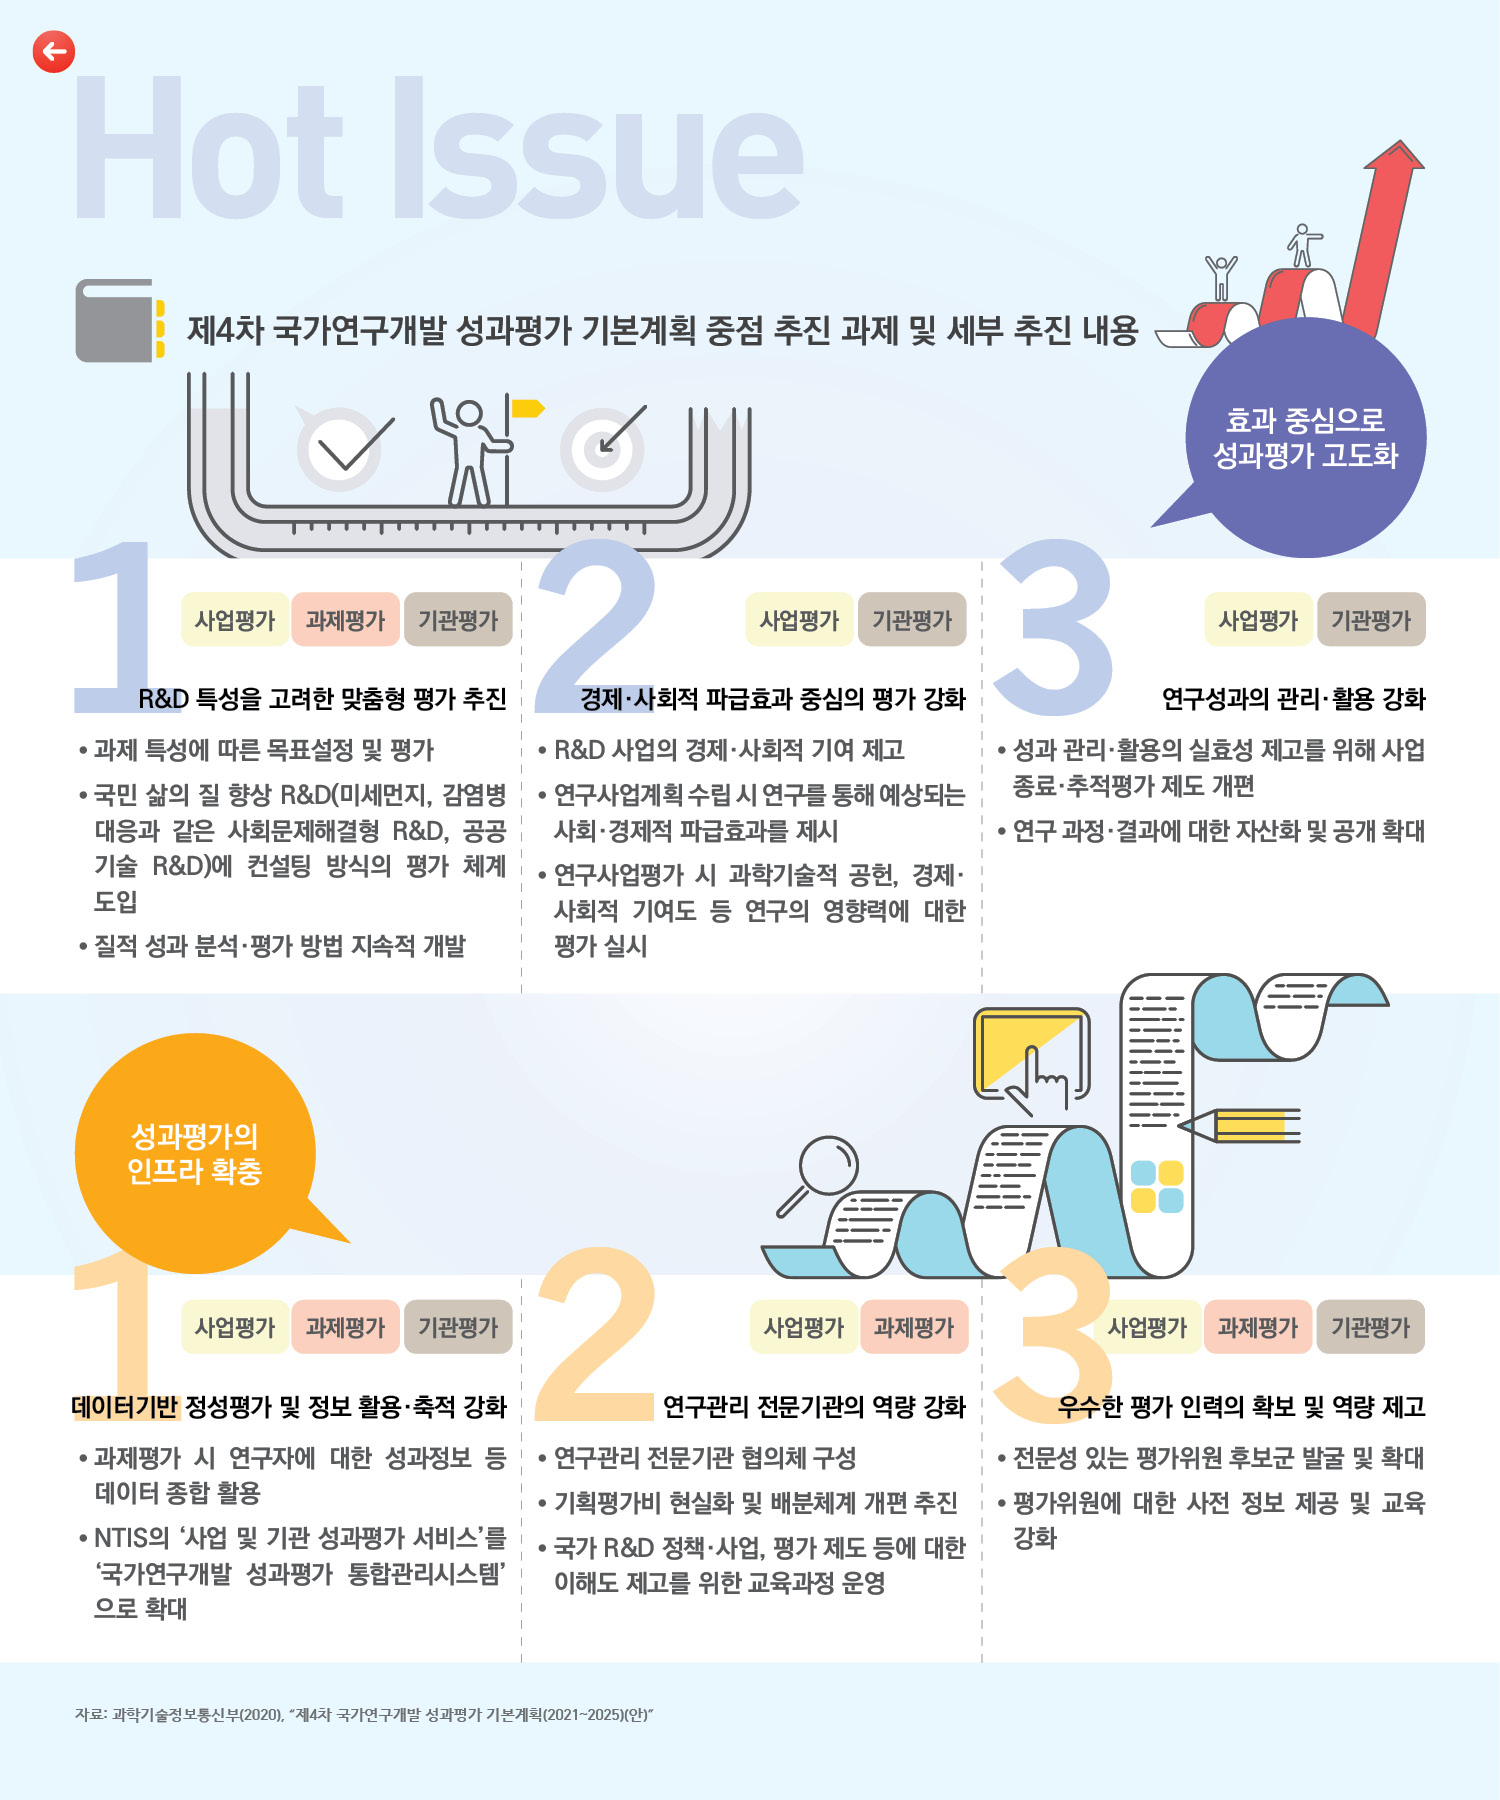 Hot Issue
제4차 국가연구개발 성과평가 기본계획 중점 추진 과제 및 세부 추진 내용
효과 중심으로
성과평가 고도화
1
사업평가 과제평가 기관평가
R&D 특성을 고려한 맞춤형 평가 추진
• 과제 특성에 따른 목표설정 및 평가
• 국민 삶의 질 향상 R&D(미세먼지, 감염병
대응과 같은 사회문제해결형 R&D, 공공
기술 R&D)에 컨설팅 방식의 평가 체계
도입
• 질적 성과 분석·평가 방법 지속적 개발
2
사업평가 기관평가
경제·사회적 파급효과 중심의 평가 강화
• R&D 사업의 경제·사회적 기여 제고
• 연구사업계획 수립 시 연구를 통해 예상되는
사회·경제적 파급효과를 제시
• 연구사업평가 시 과학기술적 공헌, 경제·
사회적 기여도 등 연구의 영향력에 대한
평가 실시
3
사업평가 기관평가
연구성과의 관리·활용 강화
• 성과 관리·활용의 실효성 제고를 위해 사업
종료·추적평가 제도 개편
• 연구 과정·결과에 대한 자산화 및 공개 확대
성과평가의
인프라 확충
1
사업평가 과제평가 기관평가
데이터기반 정성평가 및 정보 활용·축적 강화
• 과제평가 시 연구자에 대한 성과정보 등
데이터 종합 활용
• NTIS의 ‘사업 및 기관 성과평가 서비스’를
‘국가연구개발 성과평가 통합관리시스템’
으로 확대
2
사업평가 과제평가
연구관리 전문기관의 역량 강화
• 연구관리 전문기관 협의체 구성
• 기획평가비 현실화 및 배분체계 개편 추진
• 국가 R&D 정책·사업, 평가 제도 등에 대한
이해도 제고를 위한 교육과정 운영
3
사업평가 과제평가 기관평가
우수한 평가 인력의 확보 및 역량 제고
• 전문성 있는 평가위원 후보군 발굴 및 확대
• 평가위원에 대한 사전 정보 제공 및 교육
강화
자료: 과학기술정보통신부(2020), “제4차 국가연구개발 성과평가 기본계획(2021~2025)(안)”